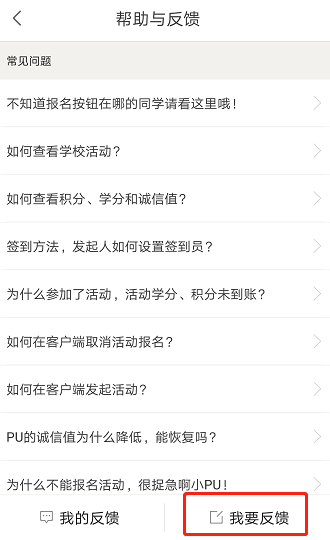 帮助与反馈
常见问题
不知道报名按钮在哪的同学请看这里哦！
如何查看学校活动？
如何查看积分、学分和诚信值？
签到方法，发起人如何设置签到员？
为什么参加了活动，活动学分、积分未到账？
如何在客户端取消活动报名？
如何在客户端发起活动？
PU的诚信值为什么降低，能恢复吗？
为什么不能报名活动，很捉急啊小PU！
我的反馈
我要反馈